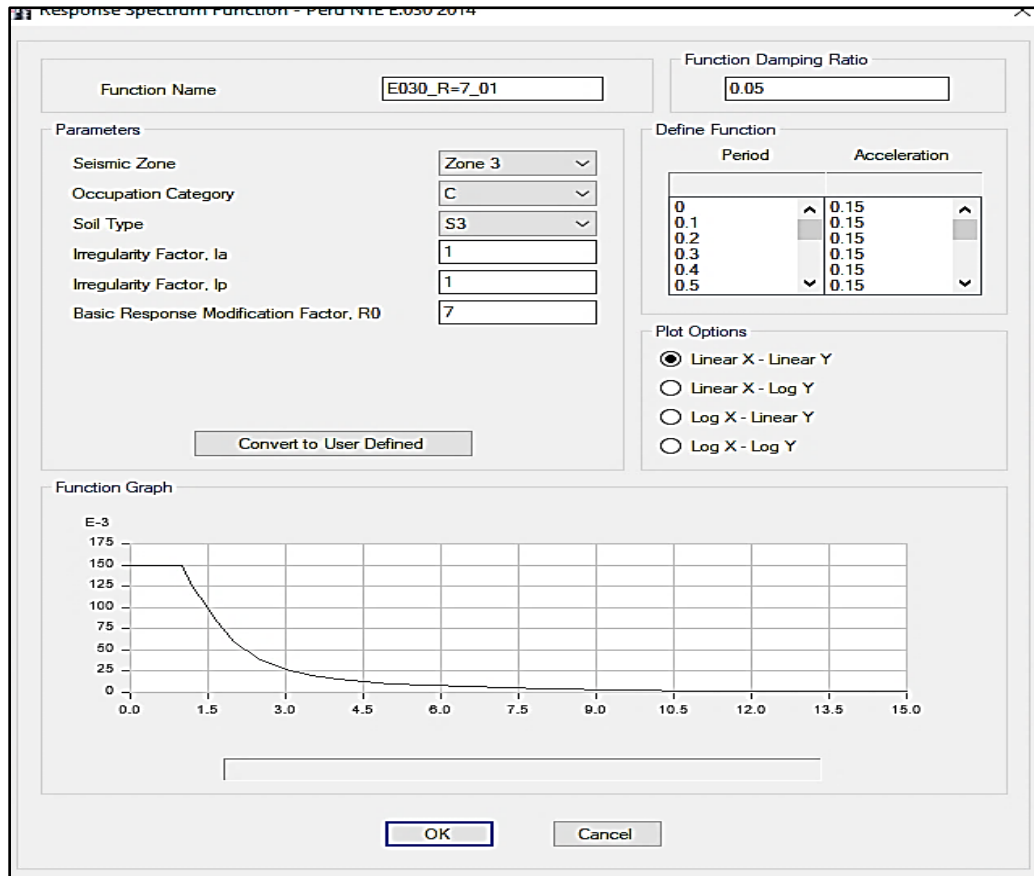 Response Spectrum Function - Peru NTE E.030 2014
Function Name
E030_R=7_01
Function Damping Ratio
0.05
Parameters
Seismic Zone
Zone 3
Occupation Category
C
Soil Type
S3
Irregularity Factor, Ia
1
Irregularity Factor, Ip
1
Basic Response Modification Factor, R0
7
Convert to User Defined
Define Function
Period Acceleration
0 0.15
0.1 0.15
0.2 0.15
0.3 0.15
0.4 0.15
0.5 0.15
Plot Options
Linear X - Linear Y
Linear X - Log Y
Log X - Linear Y
Log X - Log Y
Function Graph
E-3
175
150
125
100
75
50
25
0
0.0 1.5 3.0 4.5 6.0 7.5 9.0 10.5 12.0 13.5 15.0
OK
Cancel